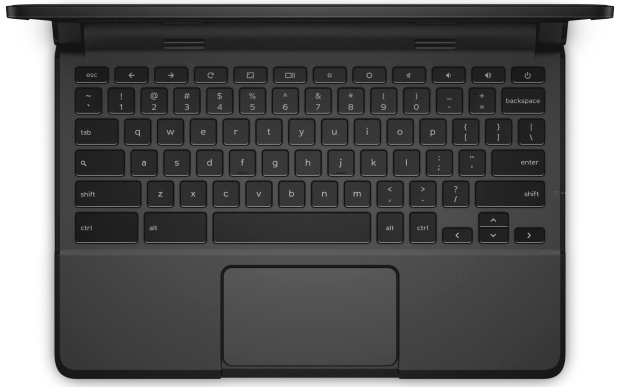 esc
~ ! @ # $ % ^ & * ( ) _ +
` 1 2 3 4 5 6 7 8 9 0 - = backspace
tab q w e r t y u i o p { [ } ] | \
a s d f g h j k l : ; " ' enter
shift z x c v b n m < , > . ? / shift
ctrl alt alt ctrl